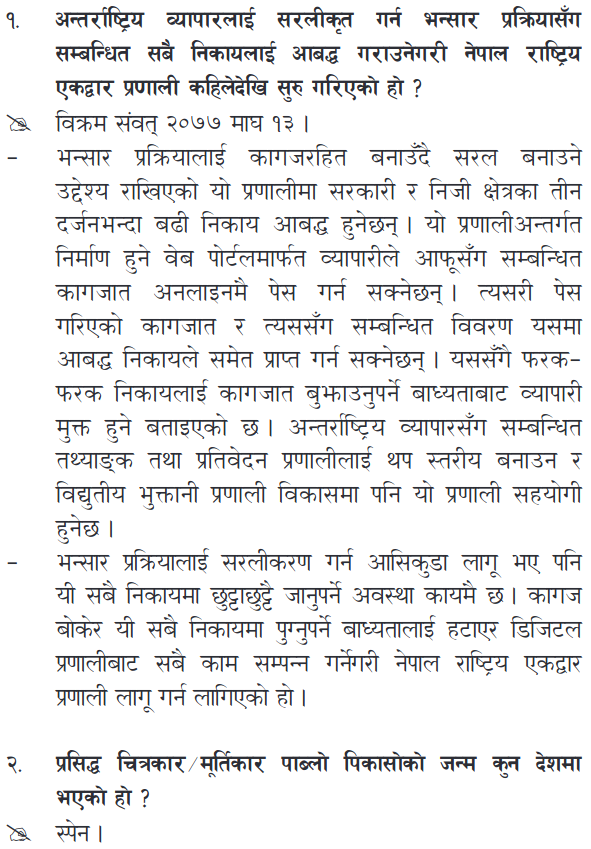 १. अन्तर्राष्ट्रिय व्यापारलाई सरलीकृत गर्न भन्सार प्रक्रियासँग
सम्बन्धित सबै निकायलाई आबद्ध गराउनेगरी नेपाल राष्ट्रिय
एकद्वार प्रणाली कहिलेदेखि सुरु गरिएको हो ?
विक्रम संवत् २०७७ माघ १३ ।
– भन्सार प्रक्रियालाई कागजरहित बनाउँदै सरल बनाउने
उद्देश्य राखिएको यो प्रणालीमा सरकारी र निजी क्षेत्रका तीन
दर्जनभन्दा बढी निकाय आबद्ध हुनेछन् । यो प्रणालीअन्तर्गत
निर्माण हुने वेब पोर्टलमार्फत व्यापारीले आफूसँग सम्बन्धित
कागजात अनलाइनमै पेस गर्न सक्नेछन् । त्यसरी पेस
गरिएको कागजात र त्यससँग सम्बन्धित विवरण यसमा
आबद्ध निकायले समेत प्राप्त गर्न सक्नेछन् । यससँगै फरक–
फरक निकायलाई कागजात बुझाउनुपर्ने बाध्यताबाट व्यापारी
मुक्त हुने बताइएको छ । अन्तर्राष्ट्रिय व्यापारसँग सम्बन्धित
तथ्याङ्क तथा प्रतिवेदन प्रणालीलाई थप स्तरीय बनाउन र
विद्युतीय भुक्तानी प्रणाली विकासमा पनि यो प्रणाली सहयोगी
हुनेछ ।
– भन्सार प्रक्रियालाई सरलीकरण गर्न आसिकुडा लागू भए पनि
यी सबै निकायमा छुट्टाछुट्टै जानुपर्ने अवस्था कायमै छ । कागज
बोकेर यी सबै निकायमा पुग्नुपर्ने बाध्यतालाई हटाएर डिजिटल
प्रणालीबाट सबै काम सम्पन्न गर्नेगरी नेपाल राष्ट्रिय एकद्वार
प्रणाली लागू गर्न लागिएको हो ।
२. प्रसिद्ध चित्रकार/मूर्तिकार पाब्लो पिकासोको जन्म कुन देशमा
भएको हो ?
स्पेन ।